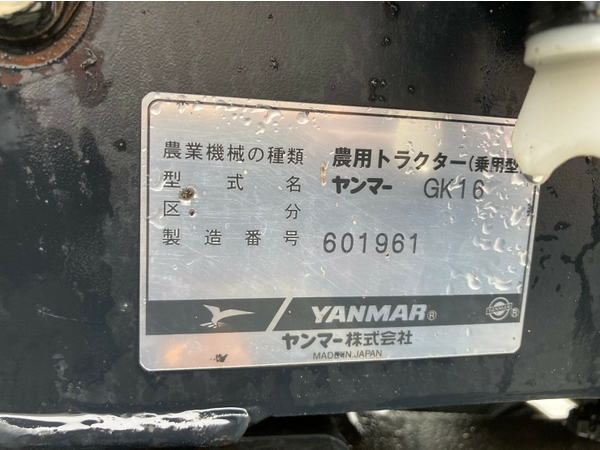 農業機械の種類 農用トラクター(乗用型
型式名 ヤンマー GK16
区分
製造番号 601961
YANMAR®
ヤンマー株式会社
MADE IN JAPAN